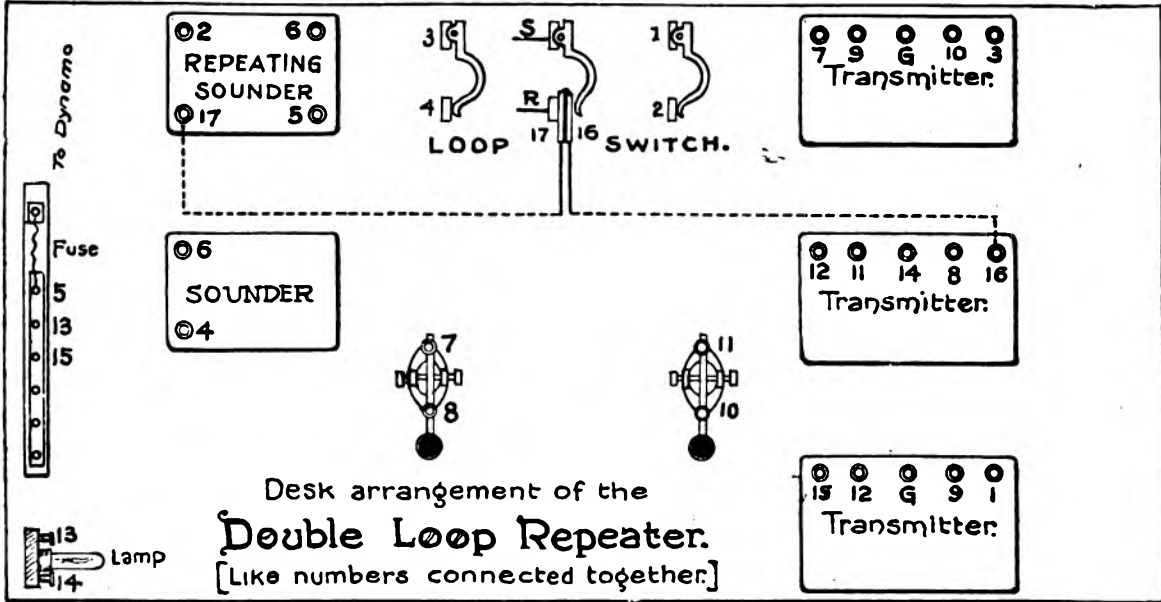 To Dynamo
2 6
REPEATING
SOUNDER
17 5
3 S 1
4 R 2
17 16
LOOP SWITCH.
7 9 G 10 3
Transmitter.
Fuse
5
13
15
6
SOUNDER
4
12 11 14 8 16
Transmitter.
7
8
11
10
15 12 G 9 1
Transmitter.
13
Lamp
14
Desk arrangement of the
Double Loop Repeater.
[Like numbers connected together.]